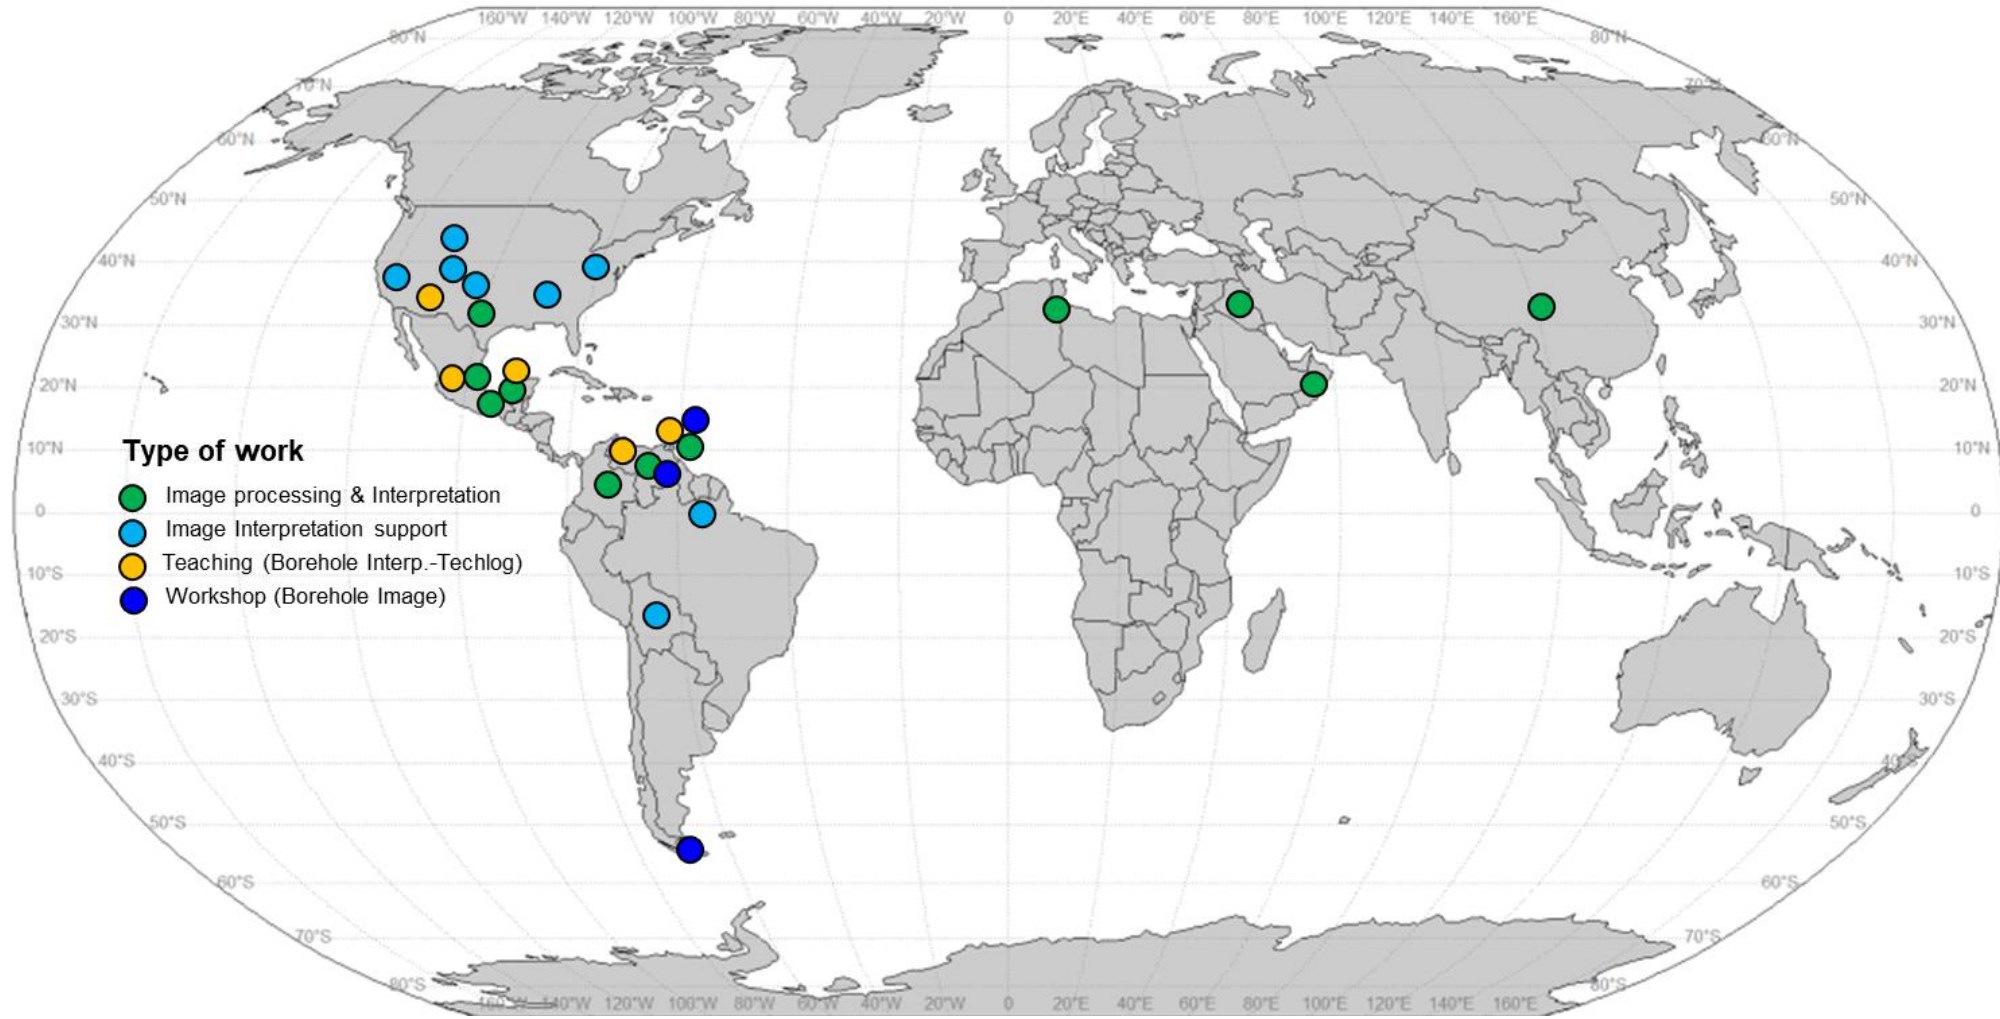 160°W 140°W 120°W 100°W 80°W 60°W 40°W 20°W 0 20°E 40°E 60°E 80°E 100°E 120°E 140°E 160°E
80°N 80°N
70°N 70°N
60°N 60°N
50°N 50°N
40°N 40°N
30°N 30°N
20°N 20°N
10°N 10°N
Type of work
Image processing & Interpretation
0 0
Image Interpretation support
Teaching (Borehole Interp.-Techlog)
10°S 10°S
Workshop (Borehole Image)
20°S 20°S
30°S 30°S
40°S 40°S
50°S 50°S
60°S 60°S
70°S 70°S
80°S 80°S
160°W 140°W 120°W 100°W 80°W 60°W 40°W 20°W 0 20°E 40°E 60°E 80°E 100°E 120°E 140°E 160°E